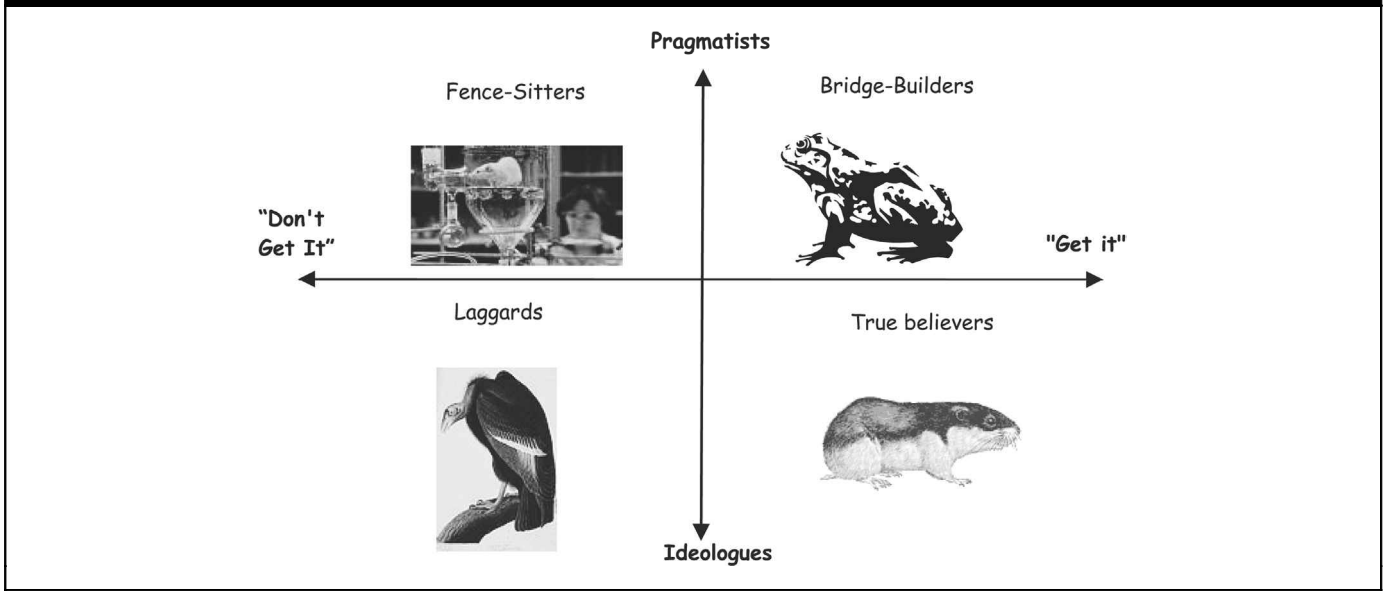 Pragmatists
Fence-Sitters
Bridge-Builders
“Don't
Get It”
"Get it"
Laggards
True believers
Ideologues